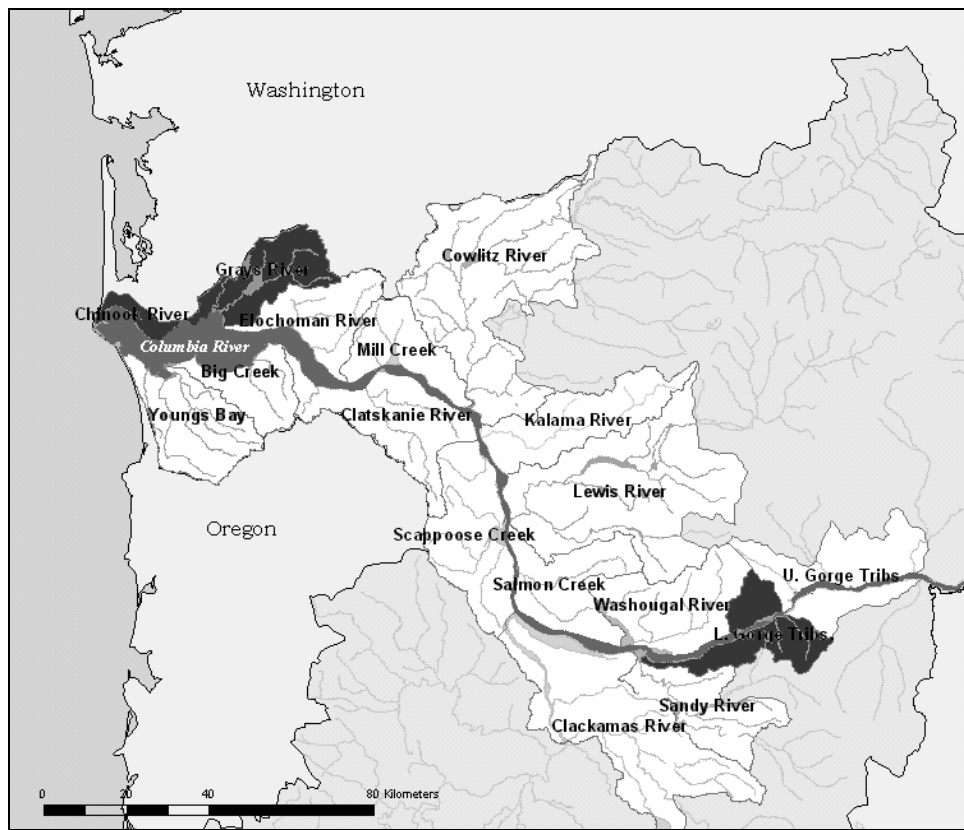 Washington
Cowlitz River
Grays River
Chinook River
Elochoman River
Columbia River
Mill Creek
Big Creek
Youngs Bay
Clatskanie River
Kalama River
Lewis River
Oregon
Scappoose Creek
Salmon Creek
U. Gorge Tribs
Washougal River
L. Gorge Tribs
Sandy River
Clackamas River
0 20 40 80 Kilometers